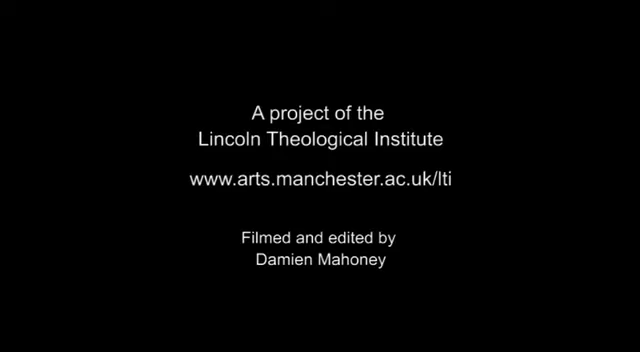 A project of the
Lincoln Theological Institute
www.arts.manchester.ac.uk/lti
Filmed and edited by
Damien Mahoney